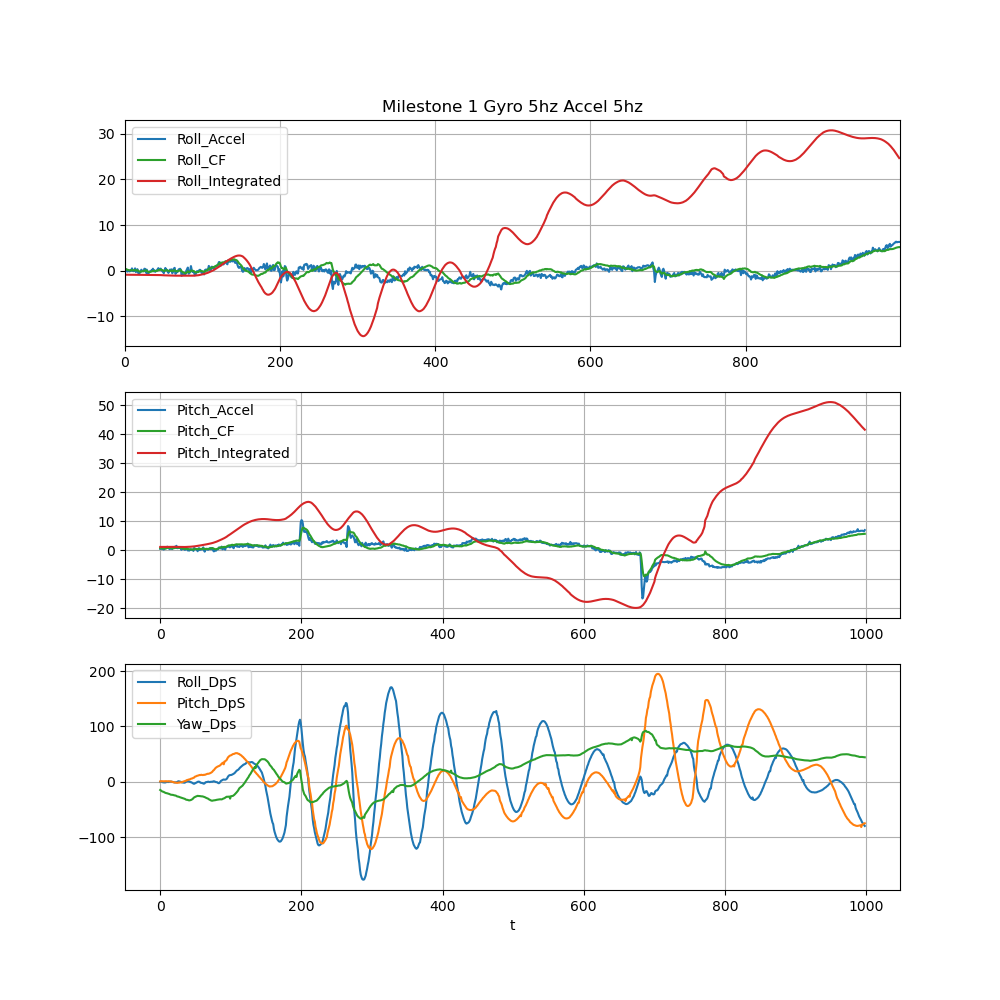 Milestone 1 Gyro 5hz Accel 5hz
30
20
10
0
−10
Roll_Accel
Roll_CF
Roll_Integrated
0 200 400 600 800
50
40
30
20
10
0
−10
−20
Pitch_Accel
Pitch_CF
Pitch_Integrated
0 200 400 600 800 1000
200
100
0
−100
Roll_DpS
Pitch_DpS
Yaw_Dps
0 200 400 600 800 1000
t